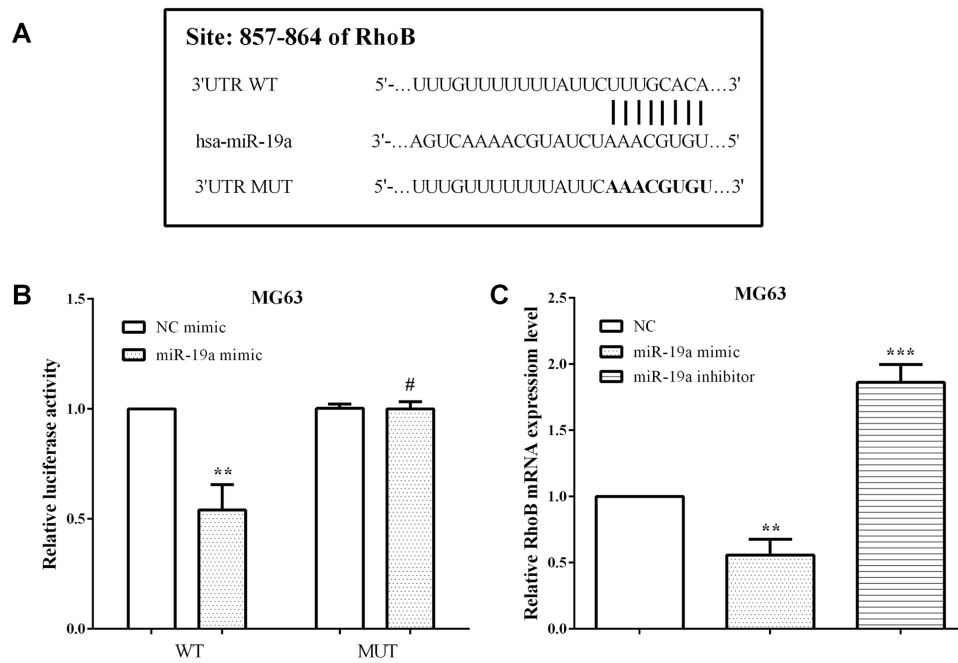 A
Site: 857-864 of RhoB
3'UTR WT 5'-...UUUGUUUUUUUAUUCUUUGCACA...3'
hsa-miR-19a 3'-...AGUCAAAACGUAUCUAAACGUGU...5'
3'UTR MUT 5'-...UUUGUUUUUUUAUUCAAACGUGU...3'
B
MG63
NC mimic
miR-19a mimic
Relative luciferase activity
1.5
1.0
0.5
0.0
**
#
WT MUT
C
MG63
NC
miR-19a mimic
miR-19a inhibitor
Relative RhoB mRNA expression level
2.5
2.0
1.5
1.0
0.5
0.0
**
***